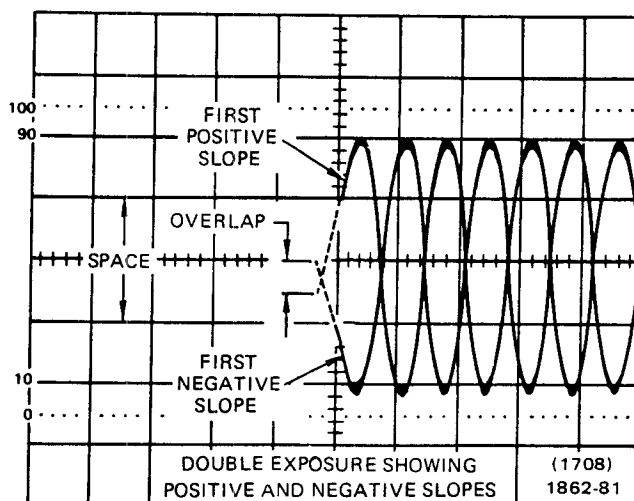 100
90
FIRST
POSITIVE
SLOPE
OVERLAP
SPACE
10
0
FIRST
NEGATIVE
SLOPE
DOUBLE EXPOSURE SHOWING
POSITIVE AND NEGATIVE SLOPES
(1708)
1862-81